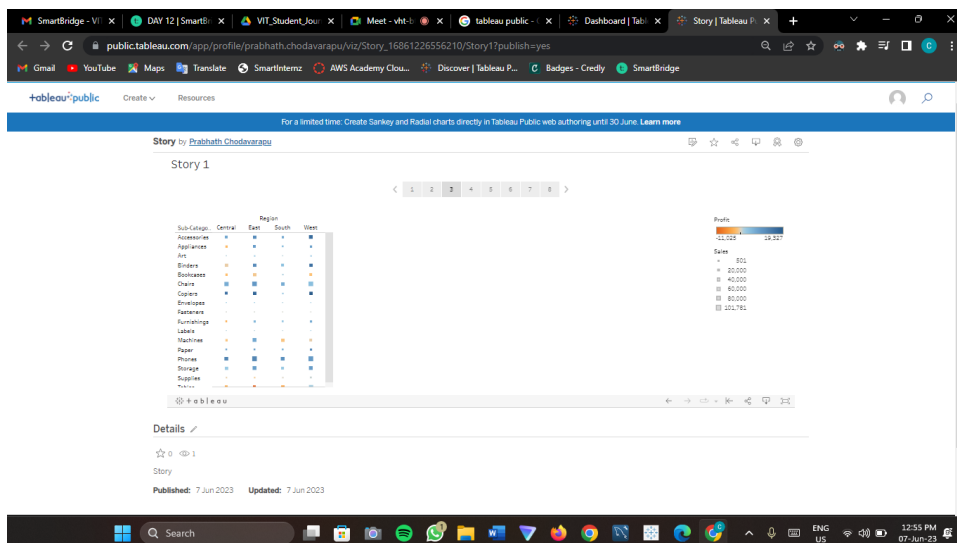 SmartBridge - VIT
DAY 12 | SmartBri
VIT_Student_Jour
Meet - vht-b
tableau public - G
Dashboard | Tabl
Story | Tableau Pu
public.tableau.com/app/profile/prabhath.chodavarapu/viz/Story_16861226556210/Story1?publish=yes
Gmail YouTube Maps Translate SmartInternz AWS Academy Clou... Discover | Tableau P... Badges - Credly SmartBridge
+ableau public Create Resources
For a limited time: Create Sankey and Radial charts directly in Tableau Public web authoring until 30 June. Learn more
Story by Prabhath Chodavarapu
Story 1
1 2 3 4 5 6 7 8
Region
Sub-Catego.. Central East South West
Accessories
Appliances
Art
Binders
Bookcases
Chairs
Copiers
Envelopes
Fasteners
Furnishings
Labels
Machines
Paper
Phones
Storage
Supplies
Tables
Profit
-11,025 19,327
Sales
501
20,000
40,000
60,000
80,000
101,781
+ableau
Details
0 1
Story
Published: 7 Jun 2023 Updated: 7 Jun 2023
Search
ENG
US
12:55 PM
07-Jun-23